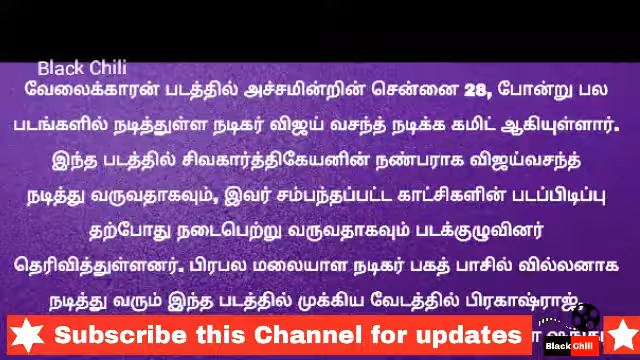 Black Chili
வேலைக்காரன் படத்தில் அச்சமின்றின் சென்னை 28, போன்று பல
படங்களில் நடித்துள்ள நடிகர் விஜய் வசந்த் நடிக்க கமிட் ஆகியுள்ளார்.
இந்த படத்தில் சிவகார்த்திகேயனின் நண்பராக விஜய்வசந்த்
நடித்து வருவதாகவும், இவர் சம்பந்தப்பட்ட காட்சிகளின் படப்பிடிப்பு
தற்போது நடைபெற்று வருவதாகவும் படக்குழுவினர்
தெரிவித்துள்ளனர். பிரபல மலையாள நடிகர் பகத் பாசில் வில்லனாக
நடித்து வரும் இந்த படத்தில் முக்கிய வேடத்தில் பிரகாஷ்ராஜ்,
Subscribe this Channel for updates
Black Chili